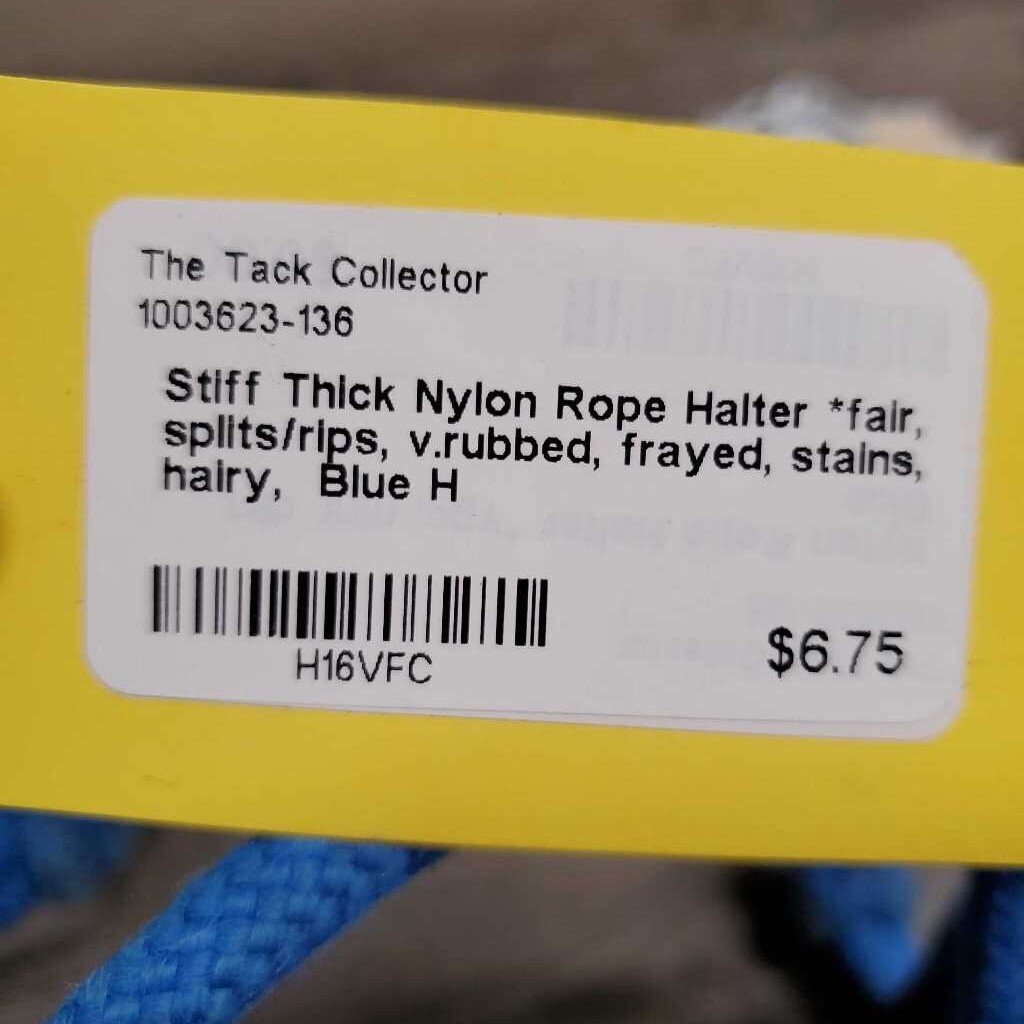 The Tack Collector
1003623-136
Stiff Thick Nylon Rope Halter *fair,
splits/rips, v.rubbed, frayed, stains,
hairy, Blue H
H16VFC
$6.75